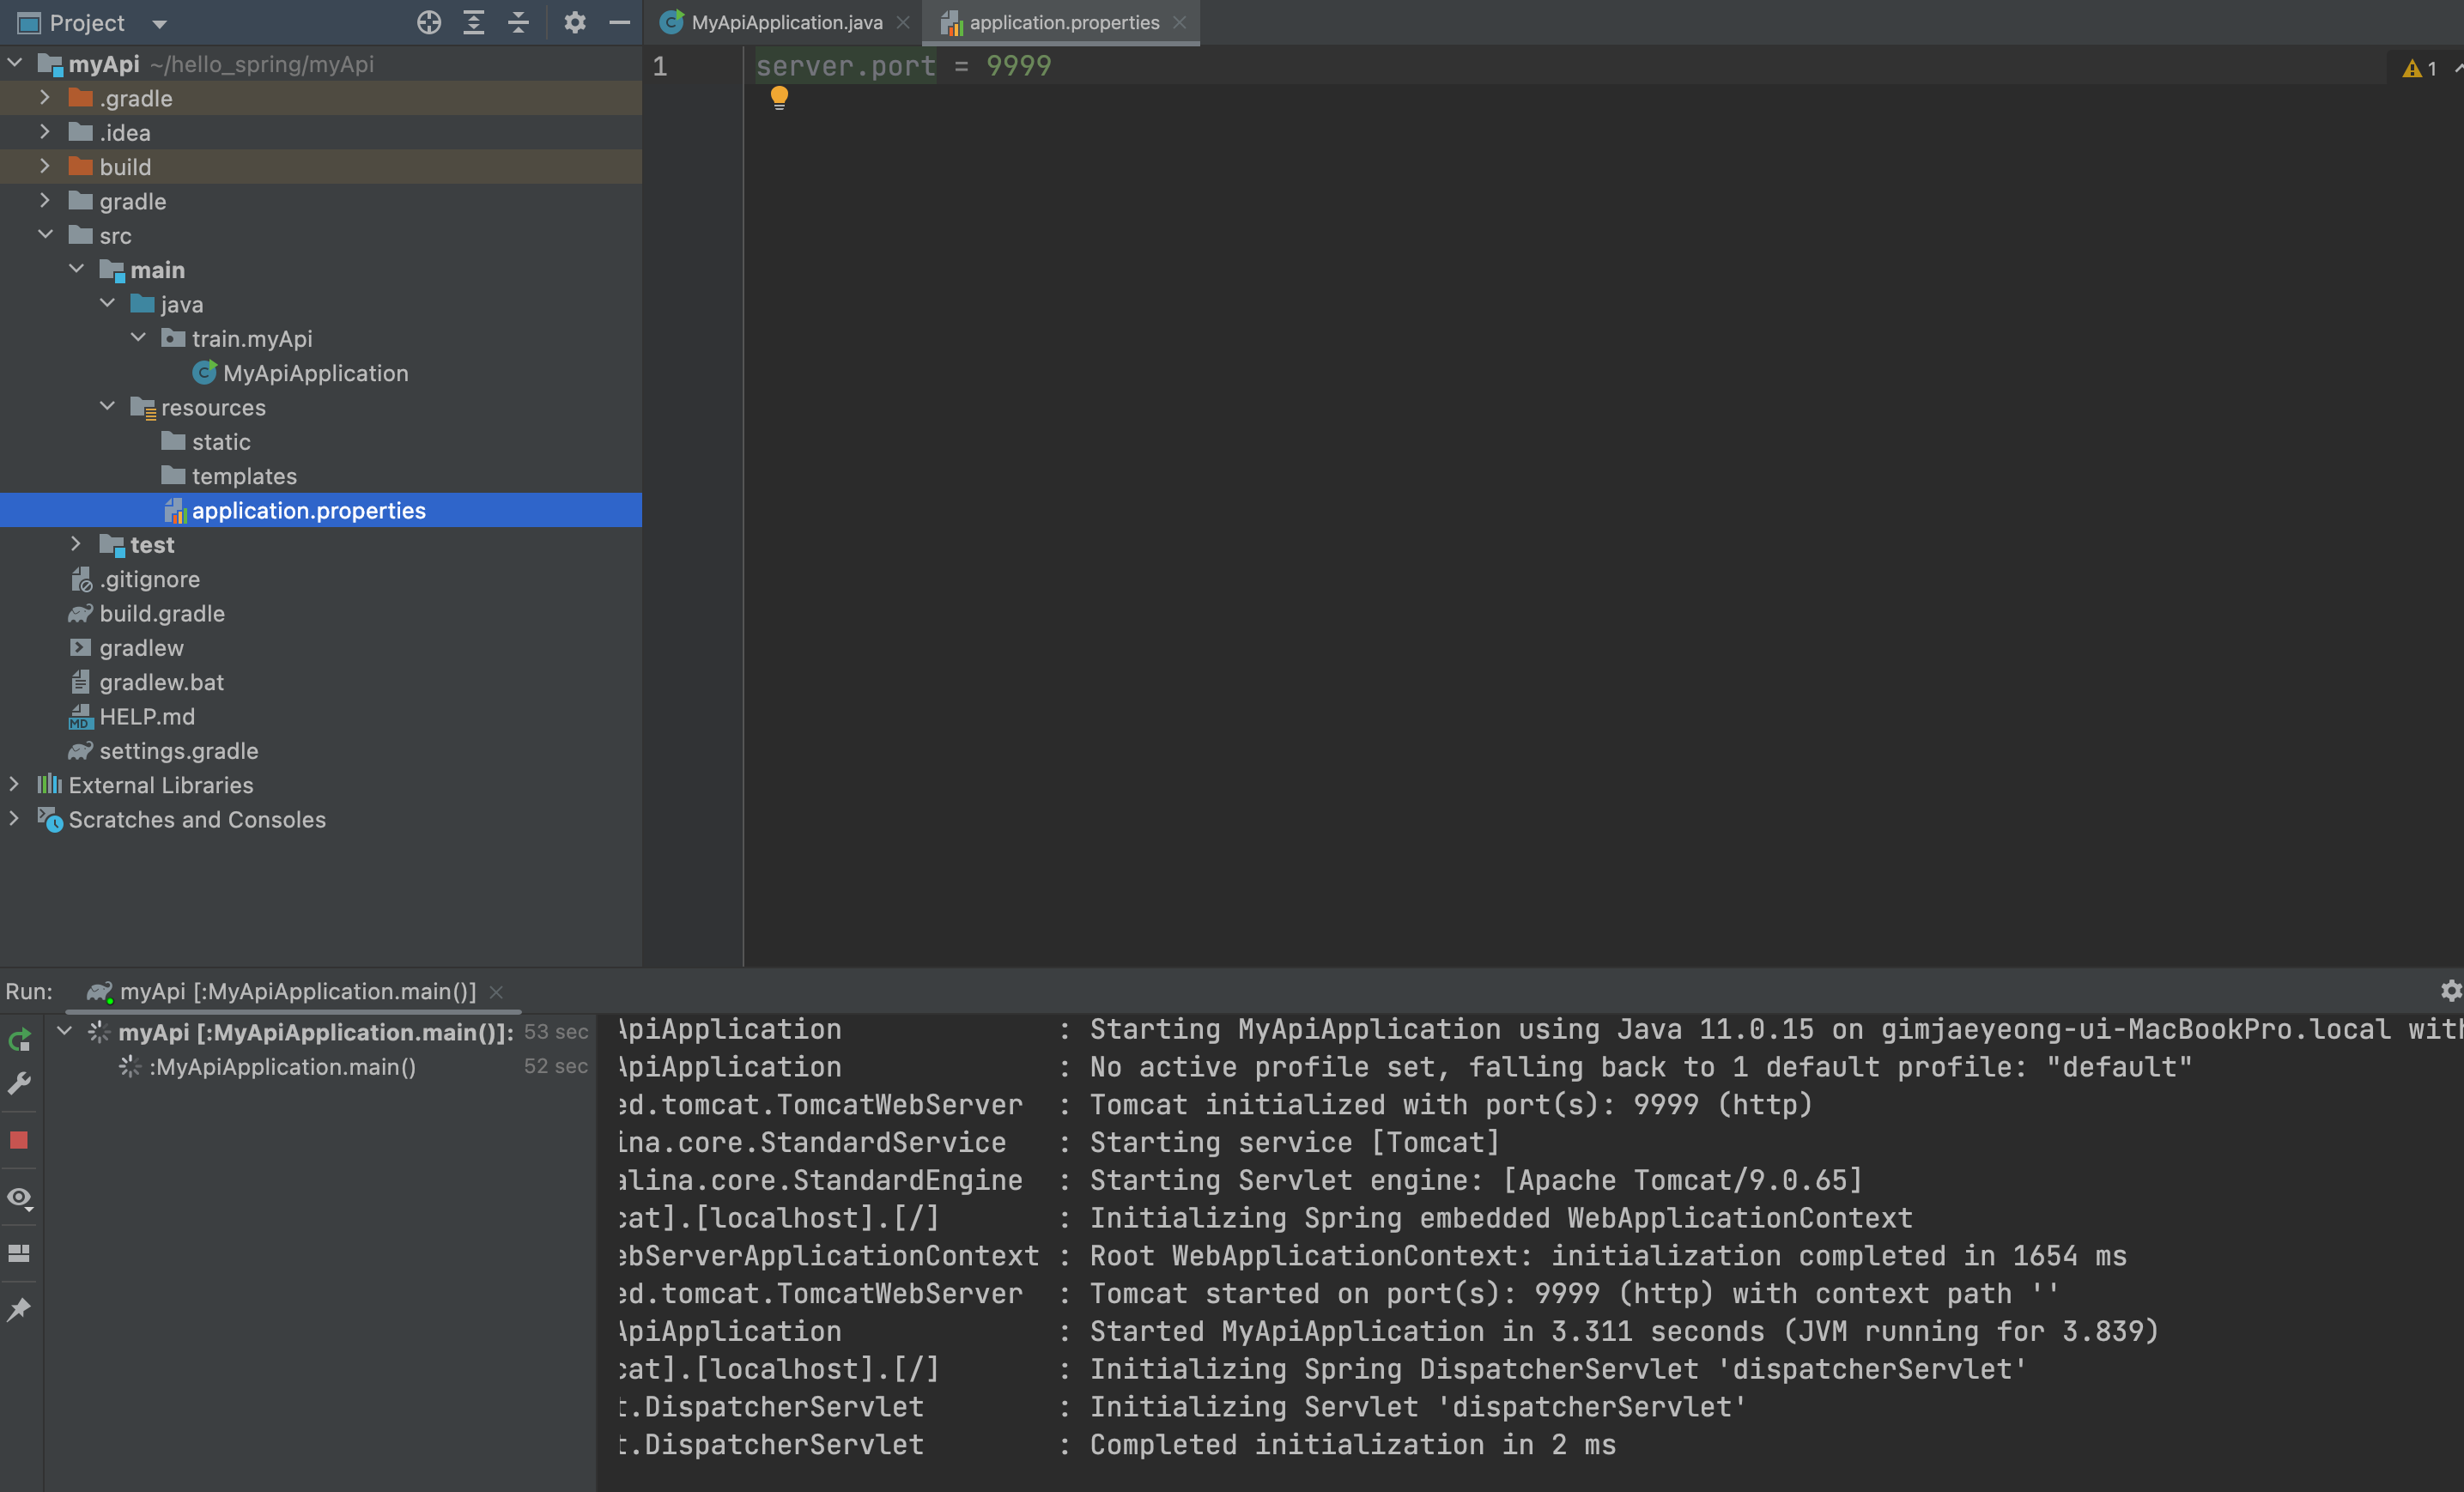 Project
myApi ~/hello_spring/myApi
.gradle
.idea
build
gradle
src
main
java
train.myApi
MyApiApplication
resources
static
templates
application.properties
test
.gitignore
build.gradle
gradlew
gradlew.bat
HELP.md
settings.gradle
External Libraries
Scratches and Consoles
MyApiApplication.java application.properties
1 server.port = 9999
1
Run: myApi [:MyApiApplication.main()]
myApi [:MyApiApplication.main()]: 53 sec
:MyApiApplication.main() 52 sec
ApiApplication : Starting MyApiApplication using Java 11.0.15 on gimjaeyeong-ui-MacBookPro.local with
ApiApplication : No active profile set, falling back to 1 default profile: "default"
ed.tomcat.TomcatWebServer : Tomcat initialized with port(s): 9999 (http)
ina.core.StandardService : Starting service [Tomcat]
alina.core.StandardEngine : Starting Servlet engine: [Apache Tomcat/9.0.65]
cat].[localhost].[/] : Initializing Spring embedded WebApplicationContext
ebServerApplicationContext : Root WebApplicationContext: initialization completed in 1654 ms
ed.tomcat.TomcatWebServer : Tomcat started on port(s): 9999 (http) with context path ''
ApiApplication : Started MyApiApplication in 3.311 seconds (JVM running for 3.839)
cat].[localhost].[/] : Initializing Spring DispatcherServlet 'dispatcherServlet'
t.DispatcherServlet : Initializing Servlet 'dispatcherServlet'
t.DispatcherServlet : Completed initialization in 2 ms